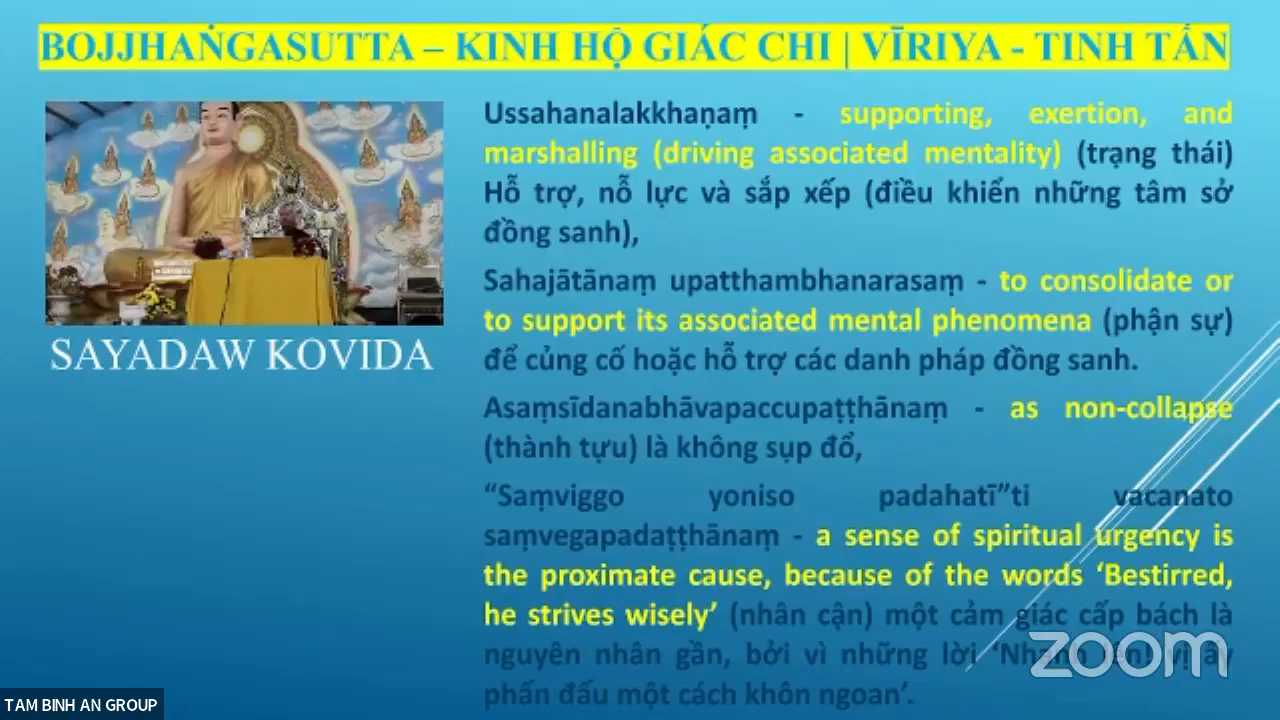 BOJJHAṄGASUTTA – KINH HỘ GIÁC CHI | VĪRIYA - TINH TẤN
SAYADAW KOVIDA
Ussahanalakkhaṇaṃ - supporting, exertion, and
marshalling (driving associated mentality) (trạng thái)
Hỗ trợ, nỗ lực và sắp xếp (điều khiển những tâm sở
đồng sanh),
Sahajātānaṃ upatthambhanarasaṃ - to consolidate or
to support its associated mental phenomena (phận sự)
để củng cố hoặc hỗ trợ các danh pháp đồng sanh.
Asaṃsīdanabhāvapaccupaṭṭhānaṃ - as non-collapse
(thành tựu) là không sụp đổ,
“Saṃviggo yoniso padahatī”ti vacanato
saṃvegapadaṭṭhānaṃ - a sense of spiritual urgency is
the proximate cause, because of the words ‘Bestirred,
he strives wisely’ (nhân cận) một cảm giác cấp bách là
nguyên nhân gần, bởi vì những lời ‘Nhanh lên! vị ấy
phấn đấu một cách khôn ngoan’.
zoom
TAM BINH AN GROUP